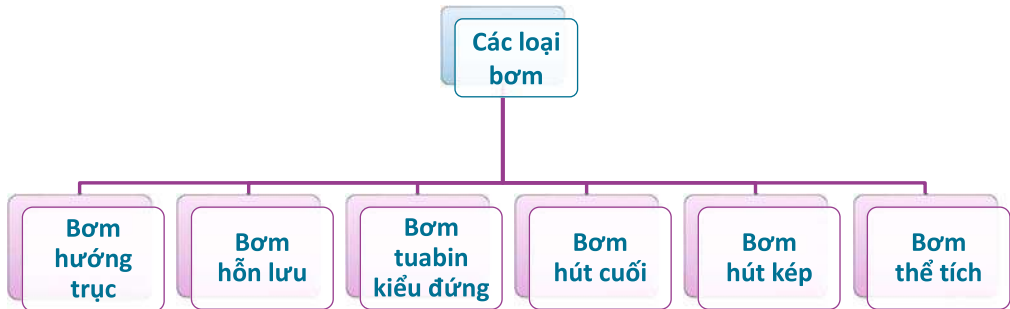 Các loại
bơm
Bơm
hướng
trục
Bơm
hỗn lưu
Bơm
tuabin
kiểu đứng
Bơm
hút cuối
Bơm
hút kép
Bơm
thể tích